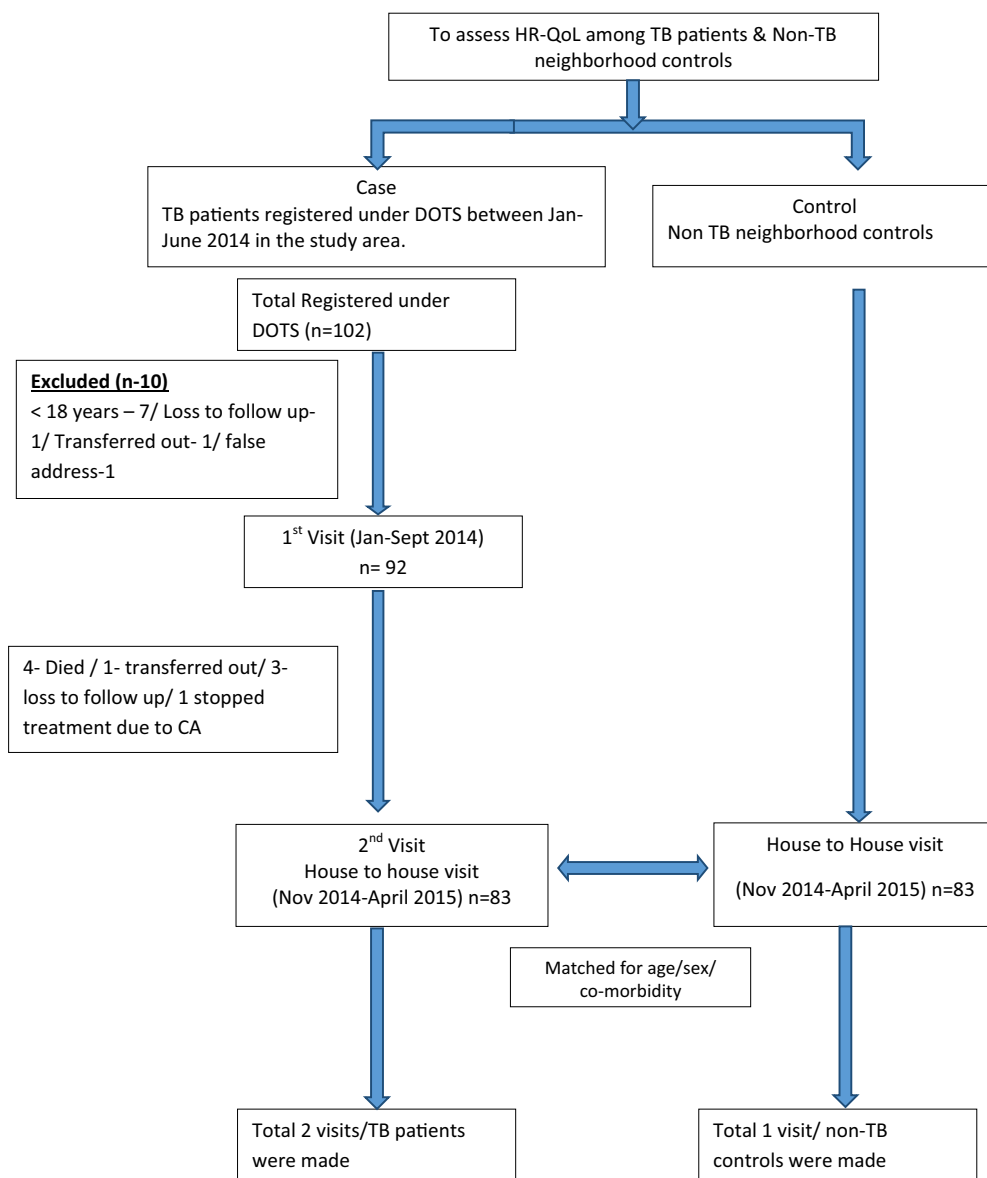 To assess HR-QoL among TB patients & Non-TB
neighborhood controls
Case
TB patients registered under DOTS between Jan-
June 2014 in the study area.
Control
Non TB neighborhood controls
Total Registered under
DOTS (n=102)
Excluded (n-10)
< 18 years – 7/ Loss to follow up-
1/ Transferred out- 1/ false
address-1
1st Visit (Jan-Sept 2014)
n= 92
4- Died / 1- transferred out/ 3-
loss to follow up/ 1 stopped
treatment due to CA
2nd Visit
House to house visit
(Nov 2014-April 2015) n=83
House to House visit
(Nov 2014-April 2015) n=83
Matched for age/sex/
co-morbidity
Total 2 visits/TB patients
were made
Total 1 visit/ non-TB
controls were made